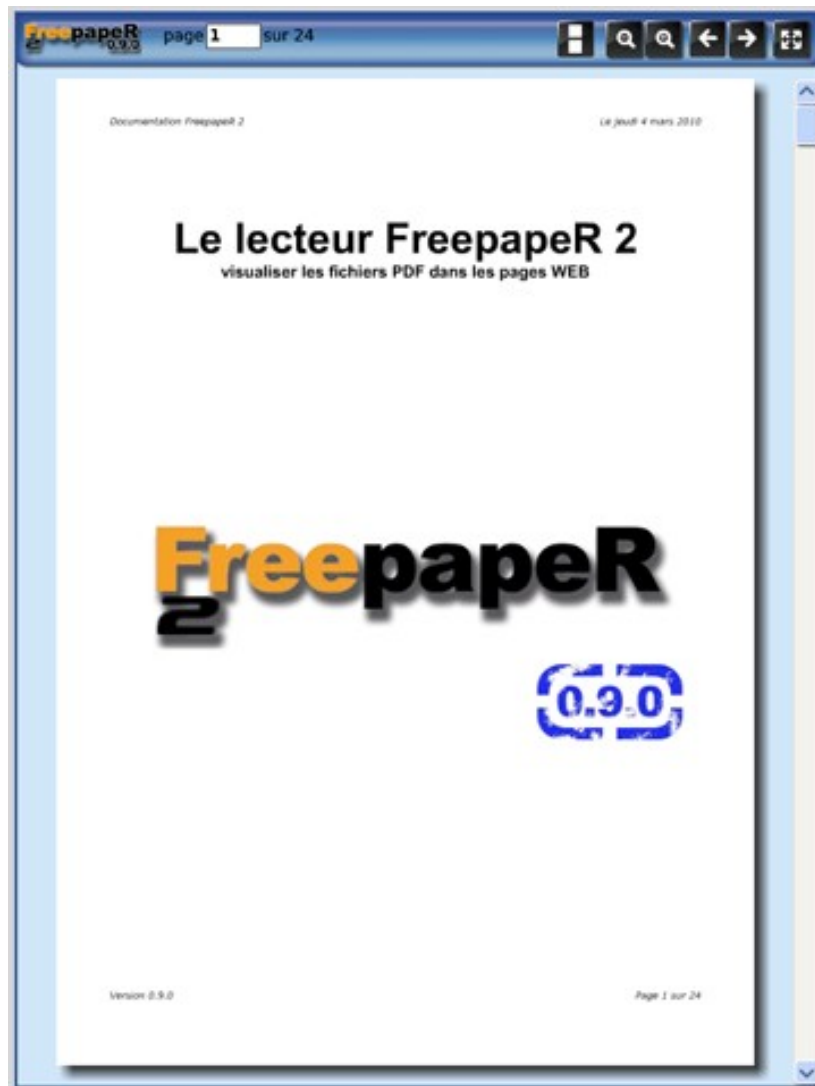 FreepapeR
0.9.0
page 1 sur 24
Documentation FreepapeR 2
Le jeudi 4 mars 2010
Le lecteur FreepapeR 2
visualiser les fichiers PDF dans les pages WEB
FreepapeR
2
0.9.0
Version 0.9.0
Page 1 sur 24